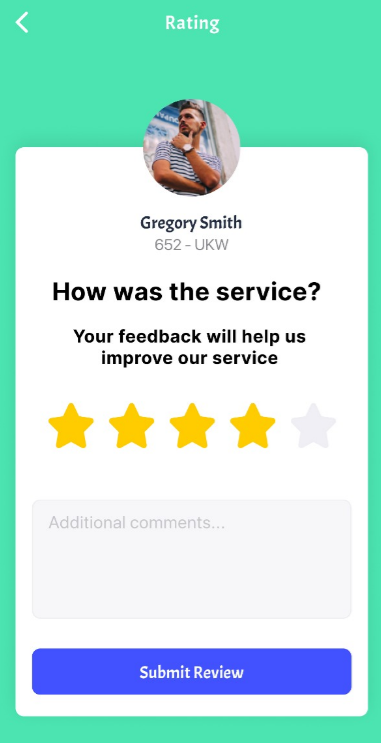 Rating
Gregory Smith
652 - UKW
How was the service?
Your feedback will help us
improve our service
Additional comments...
Submit Review